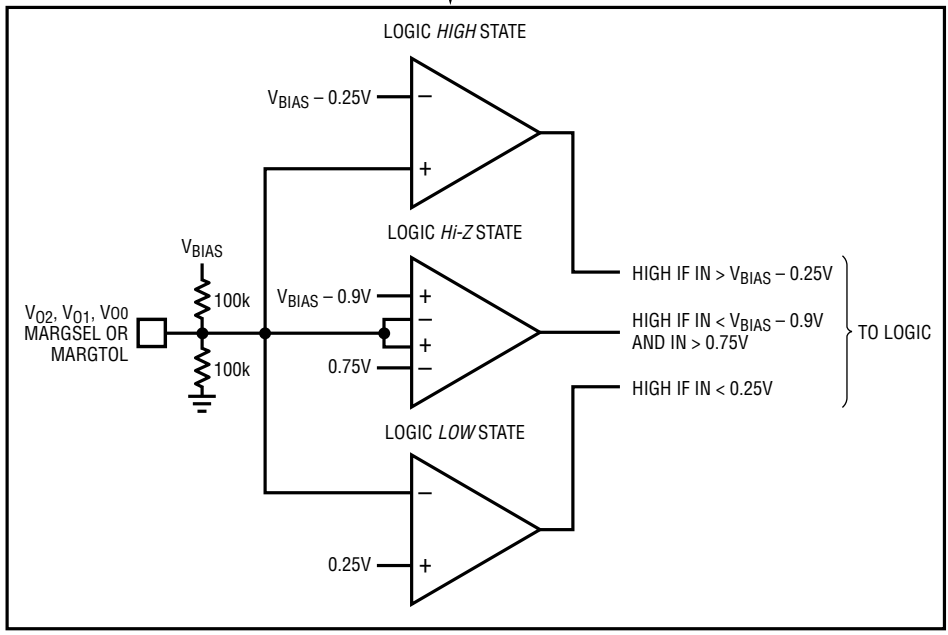 LOGIC HIGH STATE
VBIAS – 0.25V
–
+
LOGIC Hi-Z STATE
VBIAS
100k
VBIAS – 0.9V
+
–
+
–
0.75V
VO2, VO1, VO0
MARGSEL OR
MARGTOL
100k
HIGH IF IN > VBIAS – 0.25V
HIGH IF IN < VBIAS – 0.9V
AND IN > 0.75V
HIGH IF IN < 0.25V
TO LOGIC
LOGIC LOW STATE
–
0.25V
+